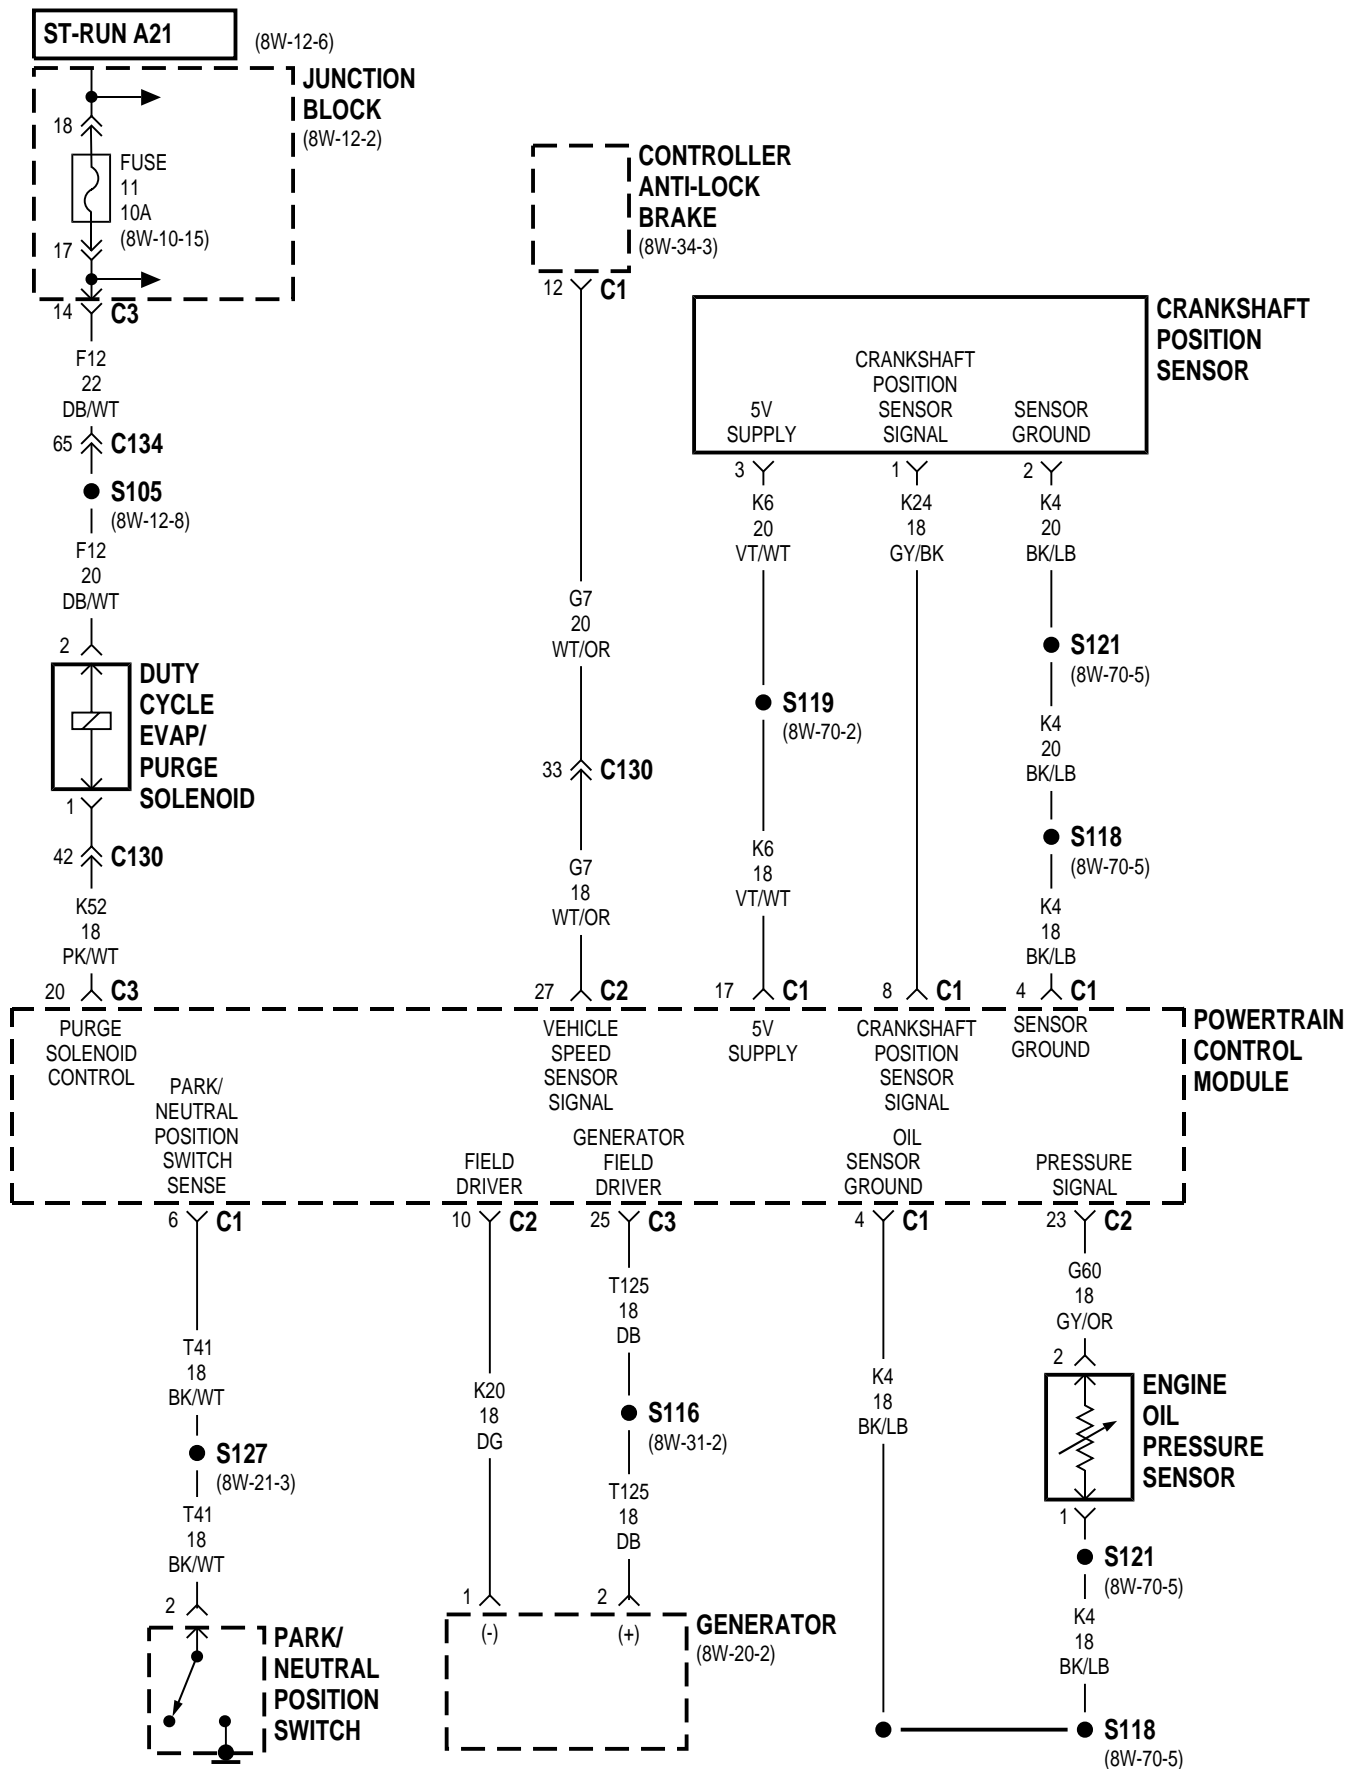 ST-RUN A21
(8W-12-6)
JUNCTION
BLOCK
(8W-12-2)
18
FUSE
11
10A
(8W-10-15)
17
14
C3
F12
22
DB/WT
65
C134
S105
(8W-12-8)
F12
20
DB/WT
2
DUTY
CYCLE
EVAP/
PURGE
SOLENOID
1
42
C130
K52
18
PK/WT
20
C3
CONTROLLER
ANTI-LOCK
BRAKE
(8W-34-3)
12
C1
G7
20
WT/OR
33
C130
G7
18
WT/OR
27
C2
CRANKSHAFT
POSITION
SENSOR
5V
SUPPLY
CRANKSHAFT
POSITION
SENSOR
SIGNAL
SENSOR
GROUND
3
K6
20
VT/WT
S119
(8W-70-2)
K6
18
VT/WT
17
C1
1
K24
18
GY/BK
8
C1
2
K4
20
BK/LB
S121
(8W-70-5)
K4
20
BK/LB
S118
(8W-70-5)
K4
18
BK/LB
4
C1
POWERTRAIN
CONTROL
MODULE
PURGE
SOLENOID
CONTROL
VEHICLE
SPEED
SENSOR
SIGNAL
5V
SUPPLY
CRANKSHAFT
POSITION
SENSOR
SIGNAL
SENSOR
GROUND
PARK/
NEUTRAL
POSITION
SWITCH
SENSE
FIELD
DRIVER
GENERATOR
FIELD
DRIVER
OIL
SENSOR
GROUND
PRESSURE
SIGNAL
6
C1
T41
18
BK/WT
S127
(8W-21-3)
T41
18
BK/WT
2
PARK/
NEUTRAL
POSITION
SWITCH
10
C2
K20
18
DG
1
(-)
25
C3
T125
18
DB
S116
(8W-31-2)
T125
18
DB
2
(+)
GENERATOR
(8W-20-2)
4
C1
K4
18
BK/LB
23
C2
G60
18
GY/OR
2
ENGINE
OIL
PRESSURE
SENSOR
1
S121
(8W-70-5)
K4
18
BK/LB
S118
(8W-70-5)